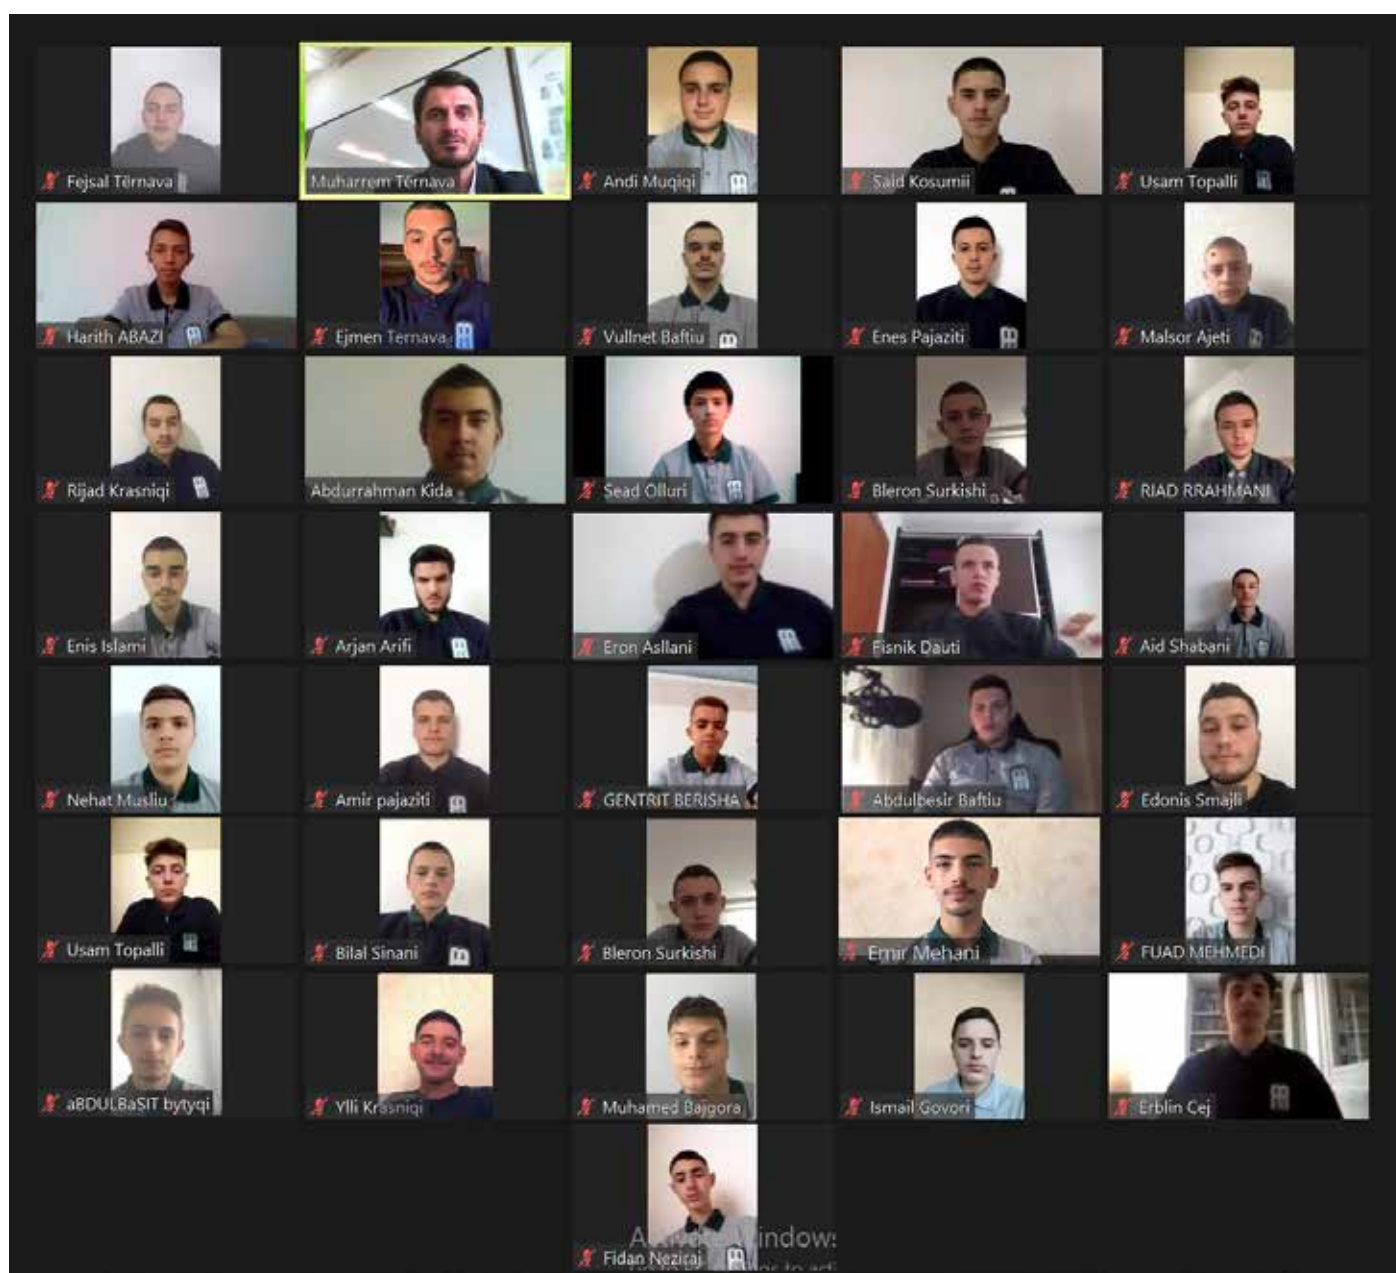 Fejsal Tërnava
Muharrem Tërnava
Andi Muqiqi
Said Kosumii
Usam Topalli
Harith ABAZI
Ejmen Ternava
Vullnet Baftiu
Enes Pajaziti
Malsor Ajeti
Rijad Krasniqi
Abdurrahman Kida
Sead Olluri
Bleron Surkishi
RIAD RRAHMANI
Enis Islami
Arjan Arifi
Eron Asllani
Fisnik Dauti
Aid Shabani
Nehat Musliu
Amir pajaziti
GENTRIT BERISHA
Abdulbesir Baftiu
Edonis Smajli
Usam Topalli
Bilal Sinani
Bleron Surkishi
Emir Mehani
FUAD MEHMEDI
aBDULBaSIT bytyqi
Ylli Krasniqi
Muhamed Bajgora
Ismail Govori
Erblin Cej
Fidan Neziraj